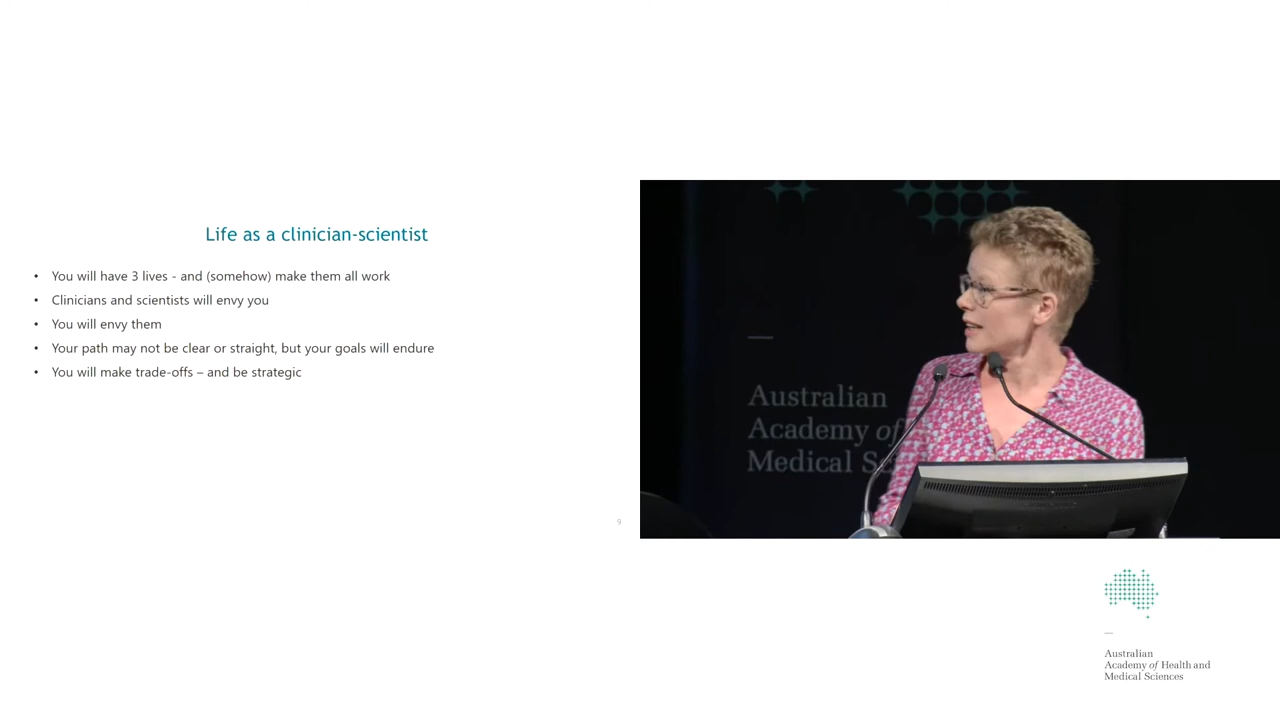 Life as a clinician-scientist
• You will have 3 lives - and (somehow) make them all work
• Clinicians and scientists will envy you
• You will envy them
• Your path may not be clear or straight, but your goals will endure
• You will make trade-offs – and be strategic
9
Australian
Academy of
Medical Sc
Australian
Academy of Health and
Medical Sciences